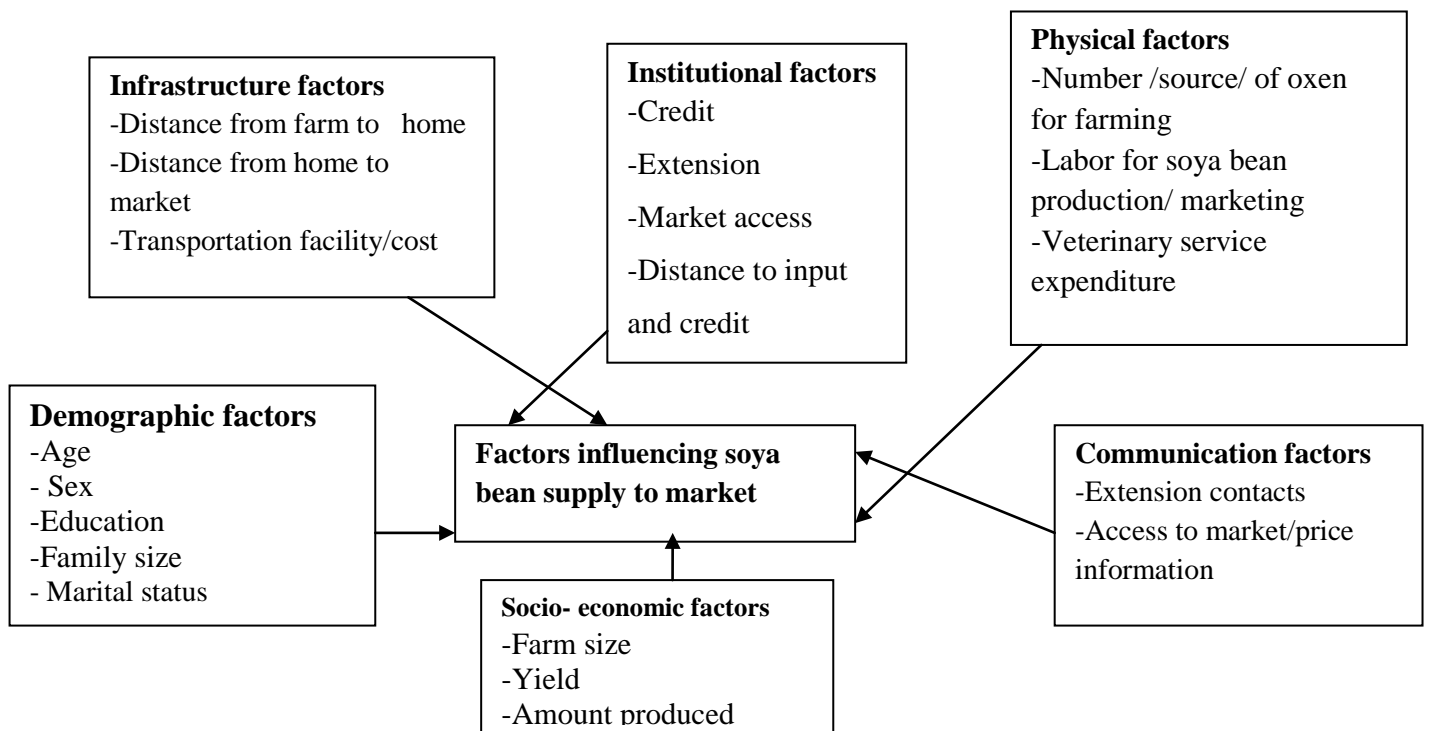 Infrastructure factors
-Distance from farm to home
-Distance from home to
market
-Transportation facility/cost
Institutional factors
-Credit
-Extension
-Market access
-Distance to input
and credit
Physical factors
-Number /source/ of oxen
for farming
-Labor for soya bean
production/ marketing
-Veterinary service
expenditure
Demographic factors
-Age
- Sex
-Education
-Family size
- Marital status
Factors influencing soya
bean supply to market
Communication factors
-Extension contacts
-Access to market/price
information
Socio- economic factors
-Farm size
-Yield
-Amount produced